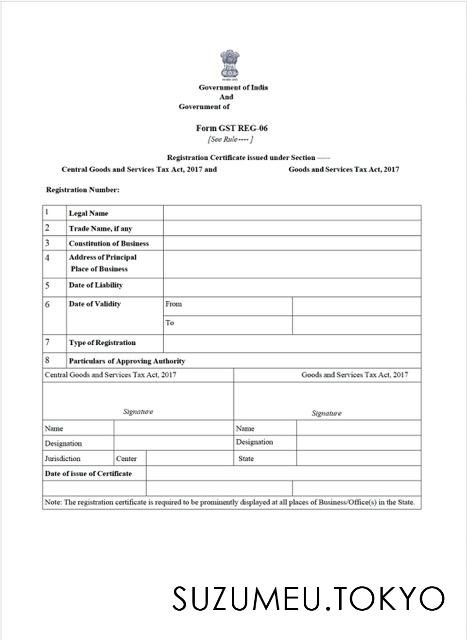 Government of India
And
Government of
Form GST REG-06
[See Rule---- ]
Registration Certificate issued under Section -----
Central Goods and Services Tax Act, 2017 and Goods and Services Tax Act, 2017
Registration Number:
1 Legal Name
2 Trade Name, if any
3 Constitution of Business
4 Address of Principal
Place of Business
5 Date of Liability
6 Date of Validity From
To
7 Type of Registration
8 Particulars of Approving Authority
Central Goods and Services Tax Act, 2017 Goods and Services Tax Act, 2017
Signature Signature
Name Name
Designation Designation
Jurisdiction Center State
Date of issue of Certificate
Note: The registration certificate is required to be prominently displayed at all places of Business/Office(s) in the State.
SUZUMEU.TOKYO